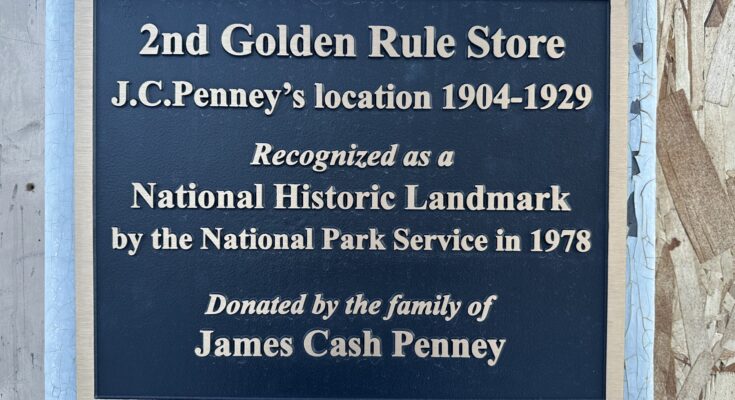 2nd Golden Rule Store
J.C.Penney's location 1904-1929
Recognized as a
National Historic Landmark
by the National Park Service in 1978
Donated by the family of
James Cash Penney